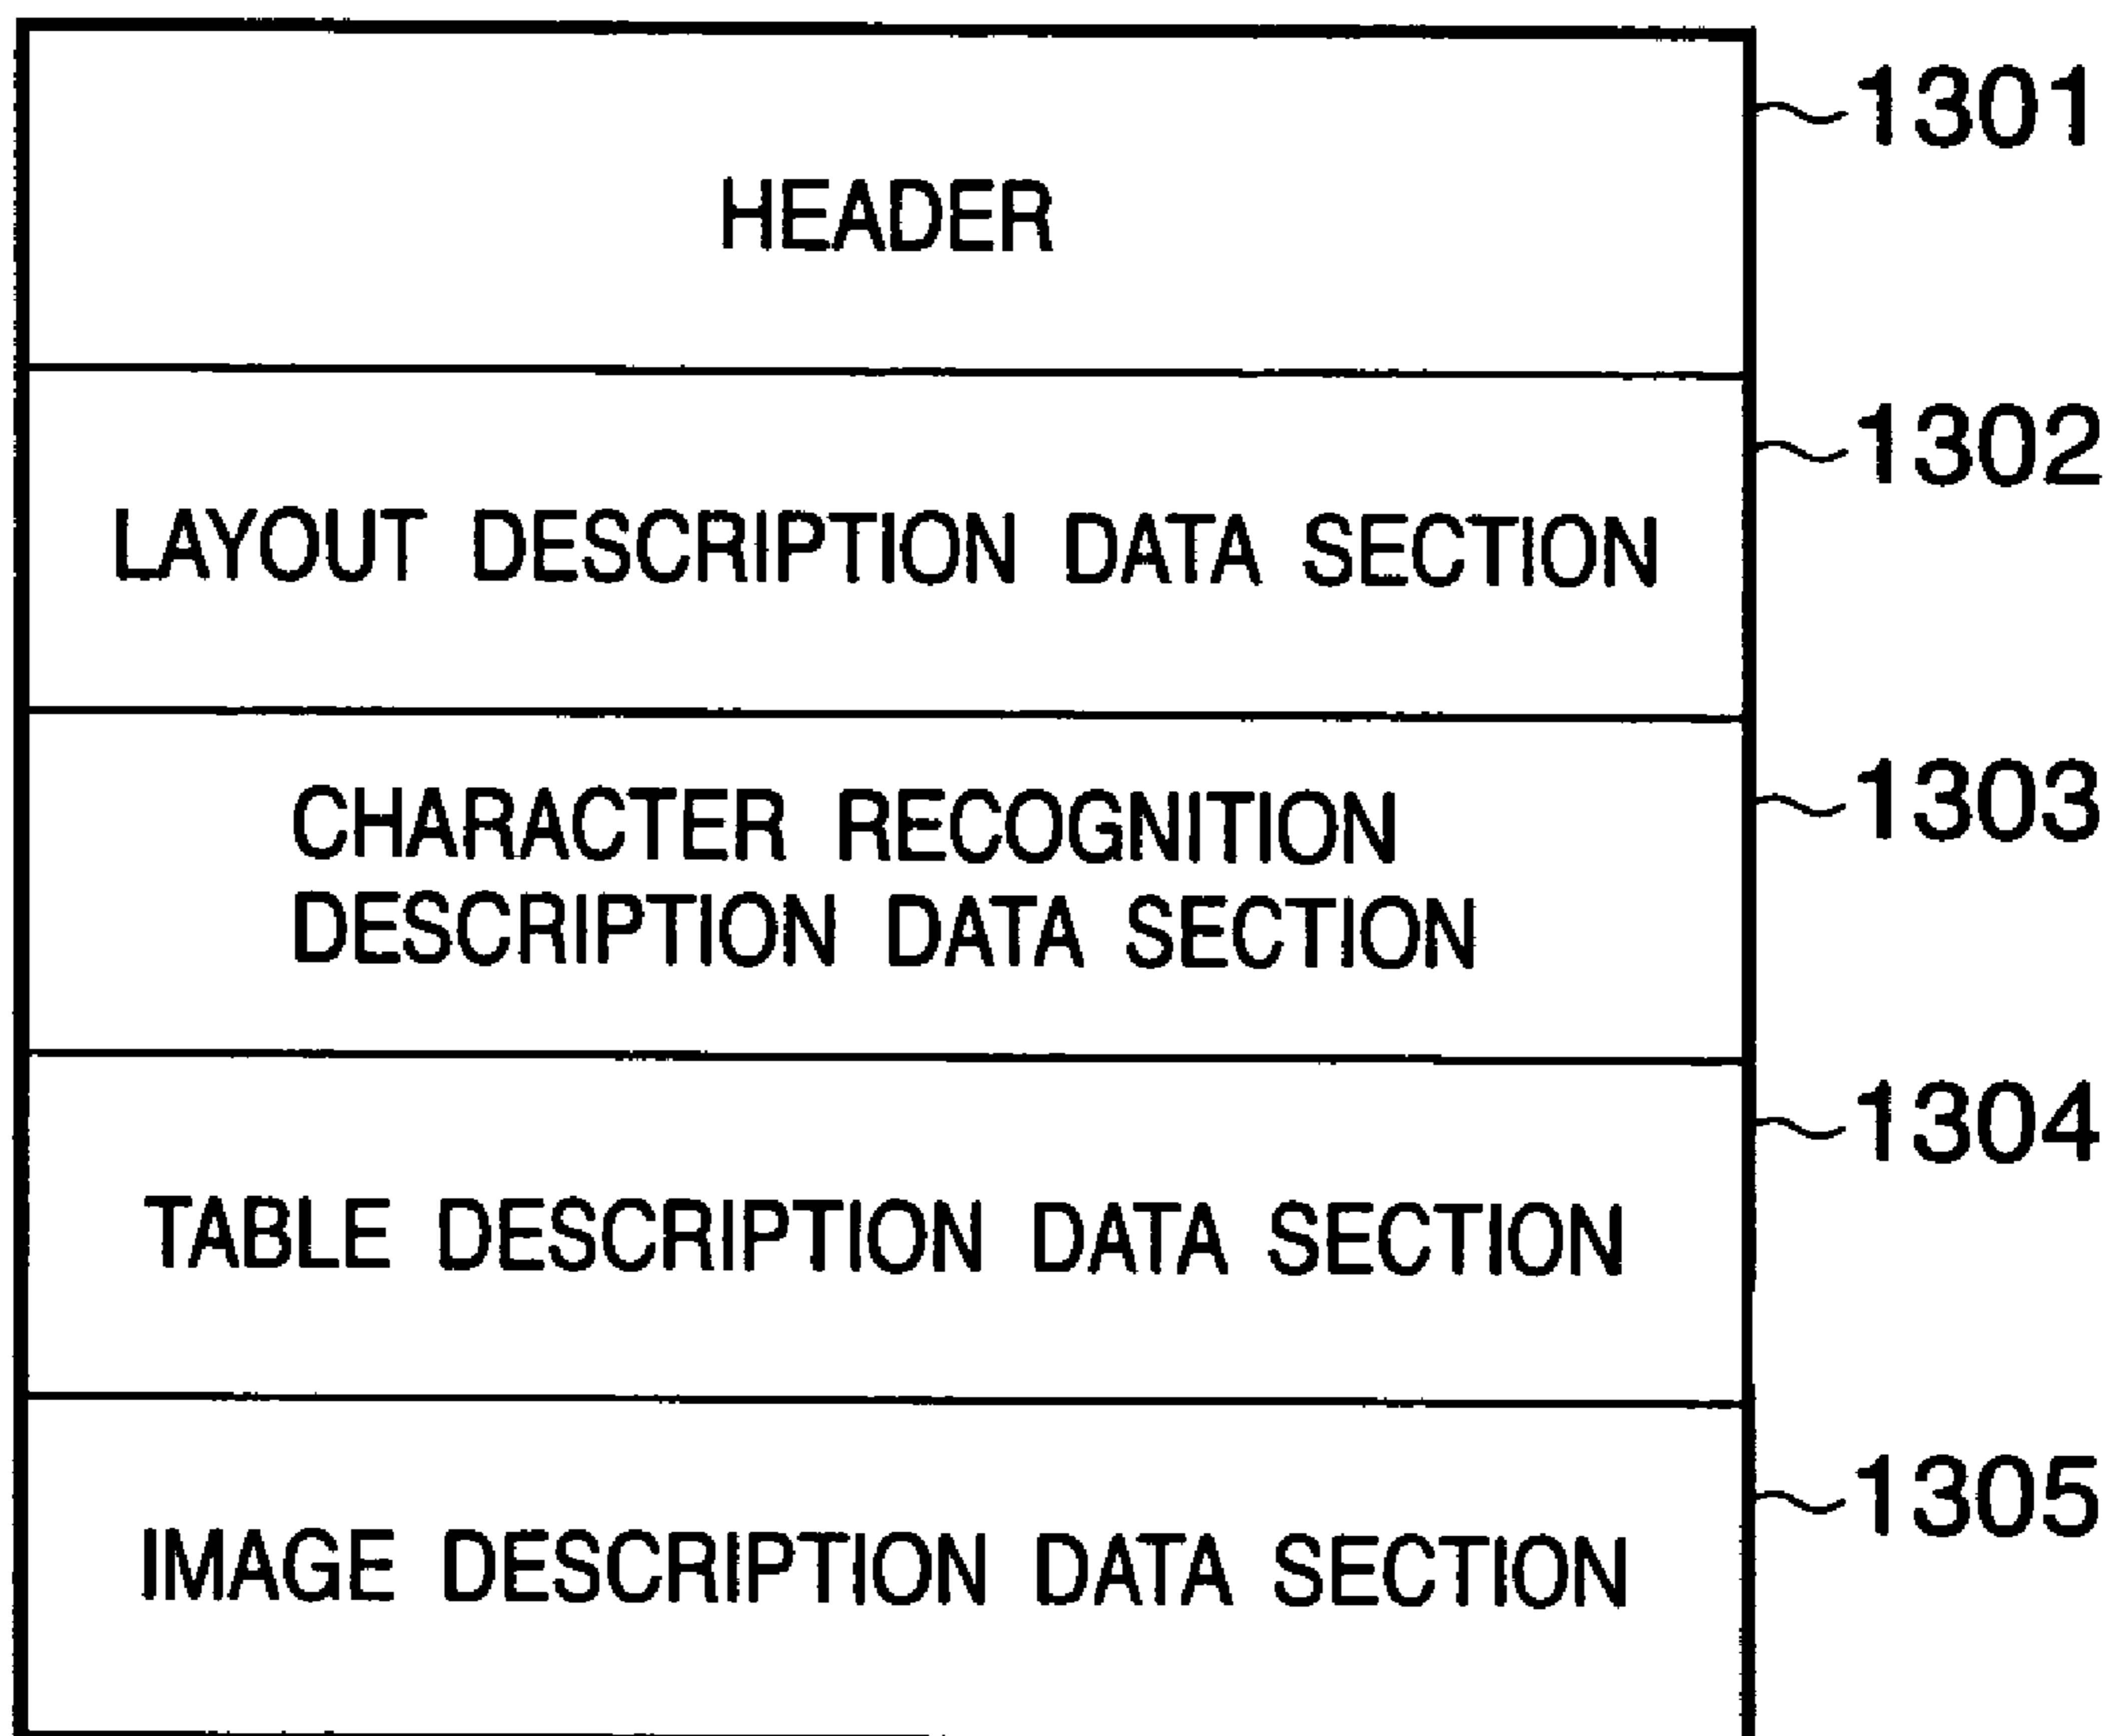 HEADER
1301
LAYOUT DESCRIPTION DATA SECTION
1302
CHARACTER RECOGNITION
DESCRIPTION DATA SECTION
1303
TABLE DESCRIPTION DATA SECTION
1304
IMAGE DESCRIPTION DATA SECTION
1305